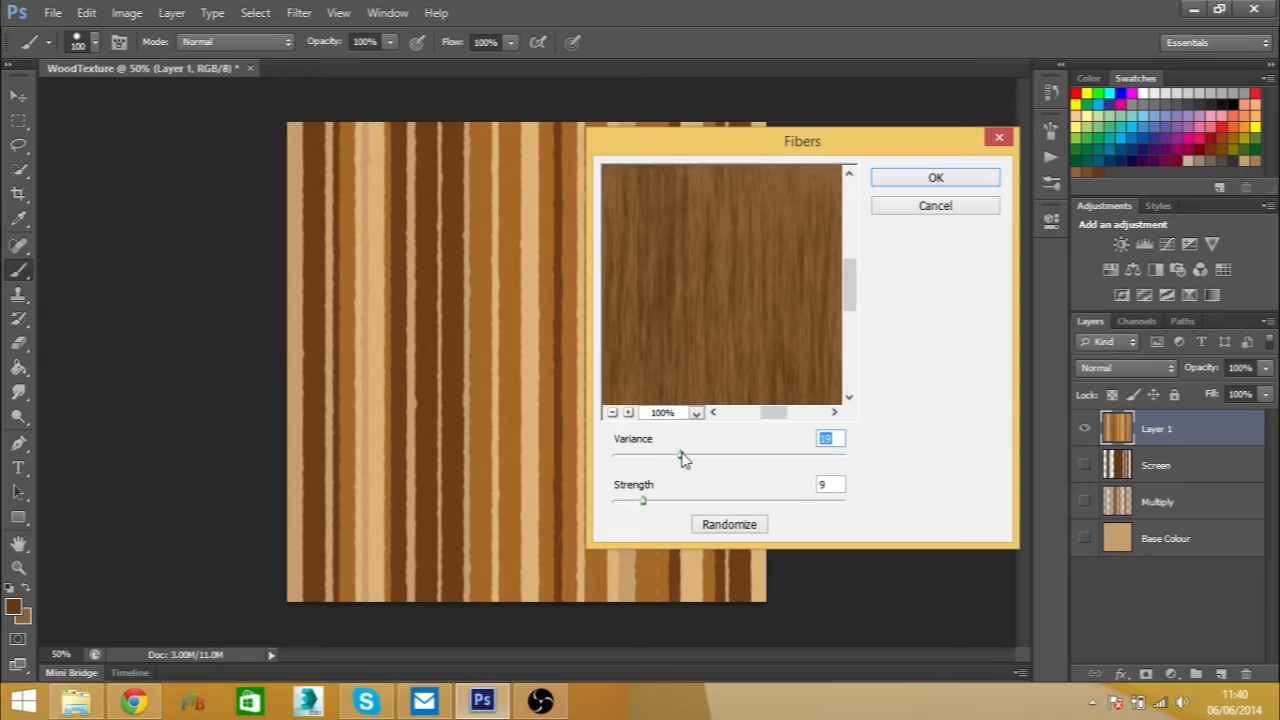 Ps File Edit Image Layer Type Select Filter View Window Help
100 Mode: Normal Opacity: 100% Flow: 100% Essentials
WoodTexture @ 50% (Layer 1, RGB/8) * ×
Color Swatches
Fibers
OK
Cancel
100%
Variance 19
Strength 9
Randomize
Adjustments Styles
Add an adjustment
Layers Channels Paths
Kind
Normal Opacity: 100%
Lock: Fill: 100%
Layer 1
Screen
Multiply
Base Colour
50% Doc: 3.00M/11.0M
Mini Bridge Timeline
Ps
11:40
06/06/2014